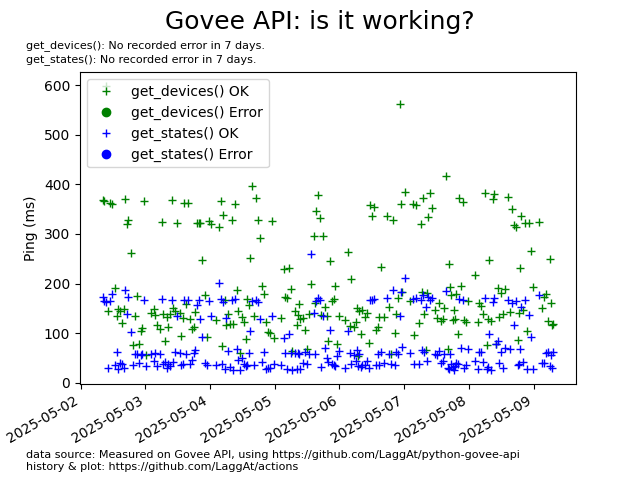 Govee API: is it working?
get_devices(): No recorded error in 7 days.
get_states(): No recorded error in 7 days.
600
500
400
300
200
100
0
Ping (ms)
get_devices() OK
get_devices() Error
get_states() OK
get_states() Error
2025-05-02
2025-05-03
2025-05-04
2025-05-05
2025-05-06
2025-05-07
2025-05-08
2025-05-09
data source: Measured on Govee API, using https://github.com/LaggAt/python-govee-api
history & plot: https://github.com/LaggAt/actions